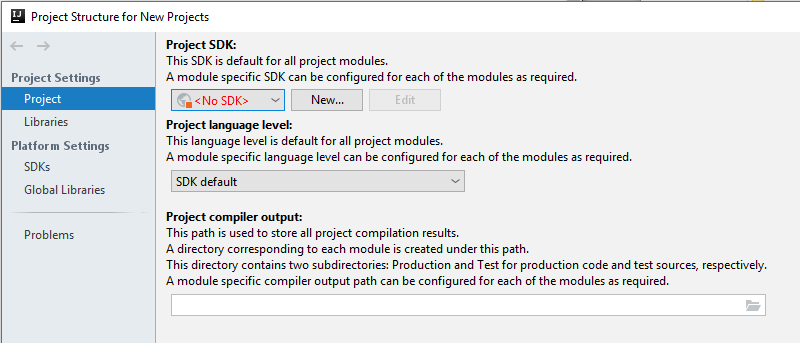 IJ
Project Structure for New Projects
Project Settings
Project
Libraries
Platform Settings
SDKs
Global Libraries
Problems
Project SDK:
This SDK is default for all project modules.
A module specific SDK can be configured for each of the modules as required.
<No SDK> New... Edit
Project language level:
This language level is default for all project modules.
A module specific language level can be configured for each of the modules as required.
SDK default
Project compiler output:
This path is used to store all project compilation results.
A directory corresponding to each module is created under this path.
This directory contains two subdirectories: Production and Test for production code and test sources, respectively.
A module specific compiler output path can be configured for each of the modules as required.